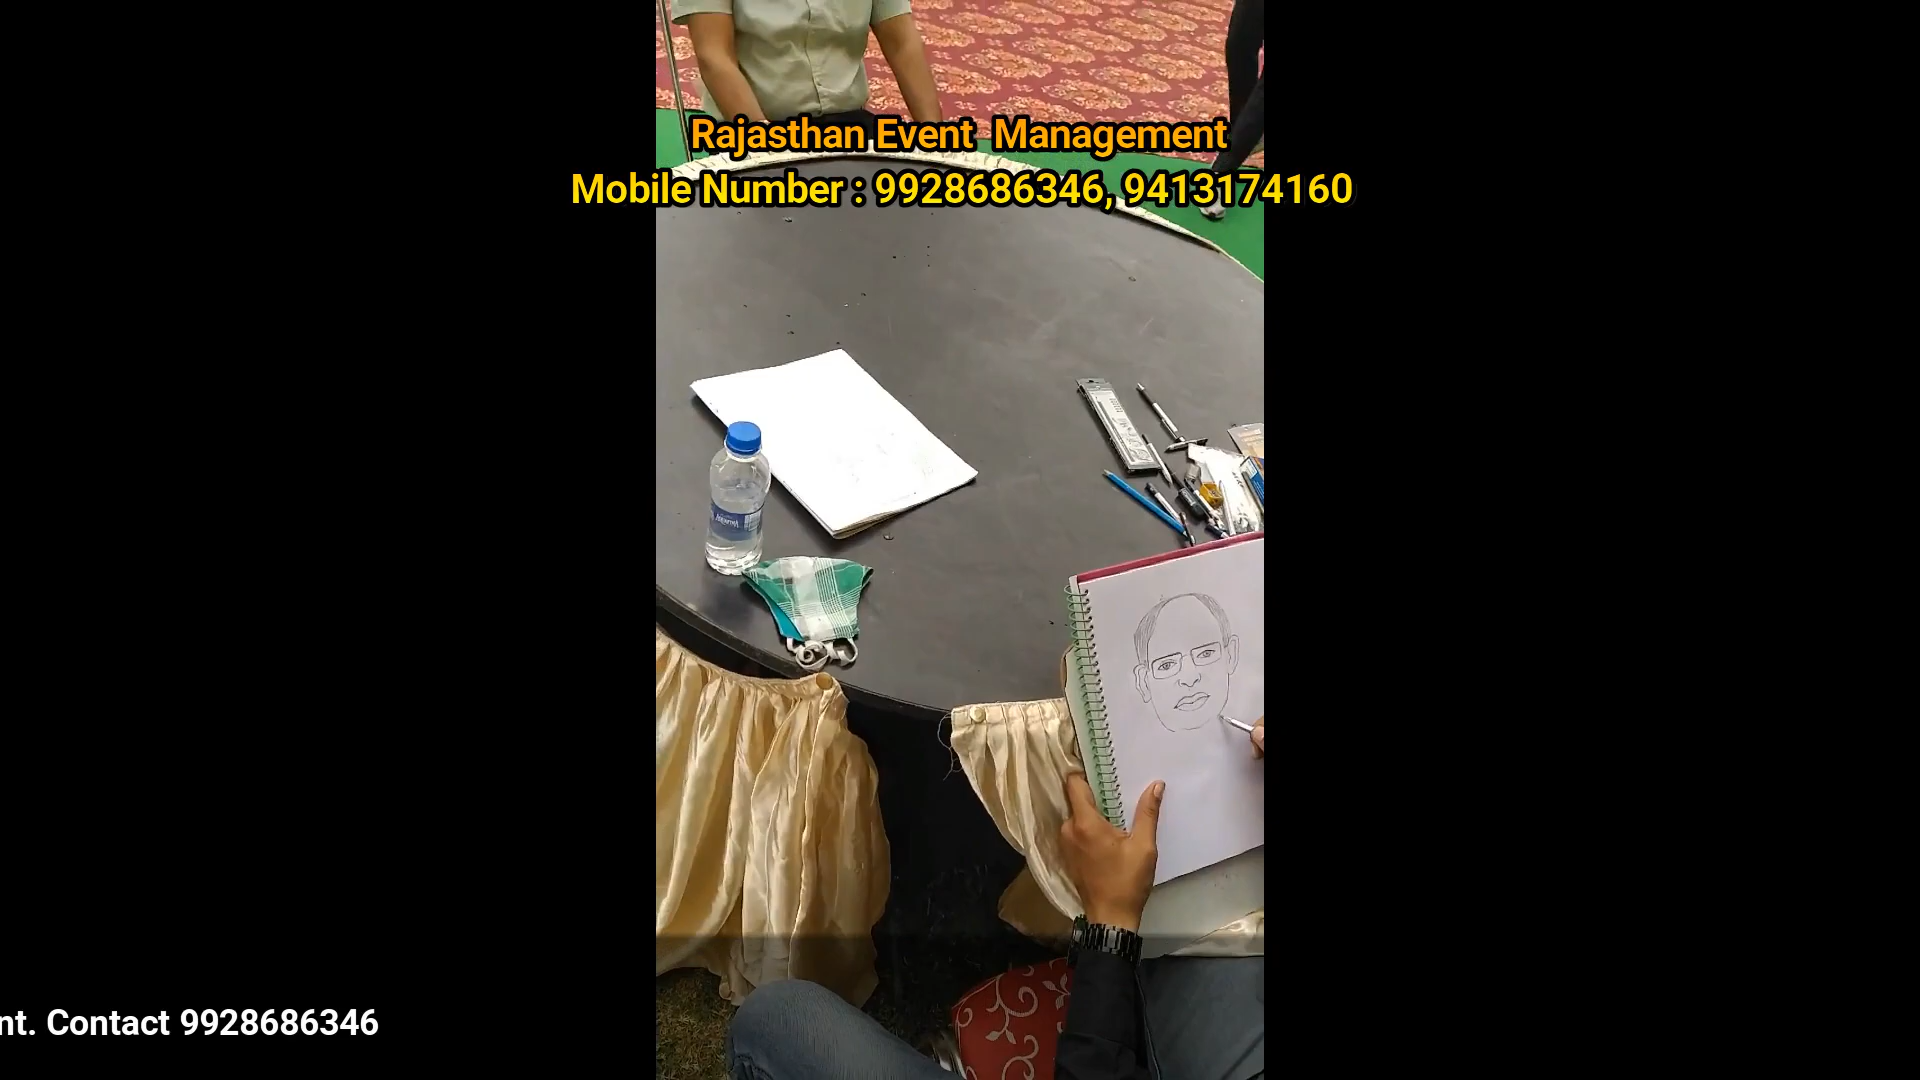 Rajasthan Event Management
Mobile Number : 9928686346, 9413174160
nt. Contact 9928686346